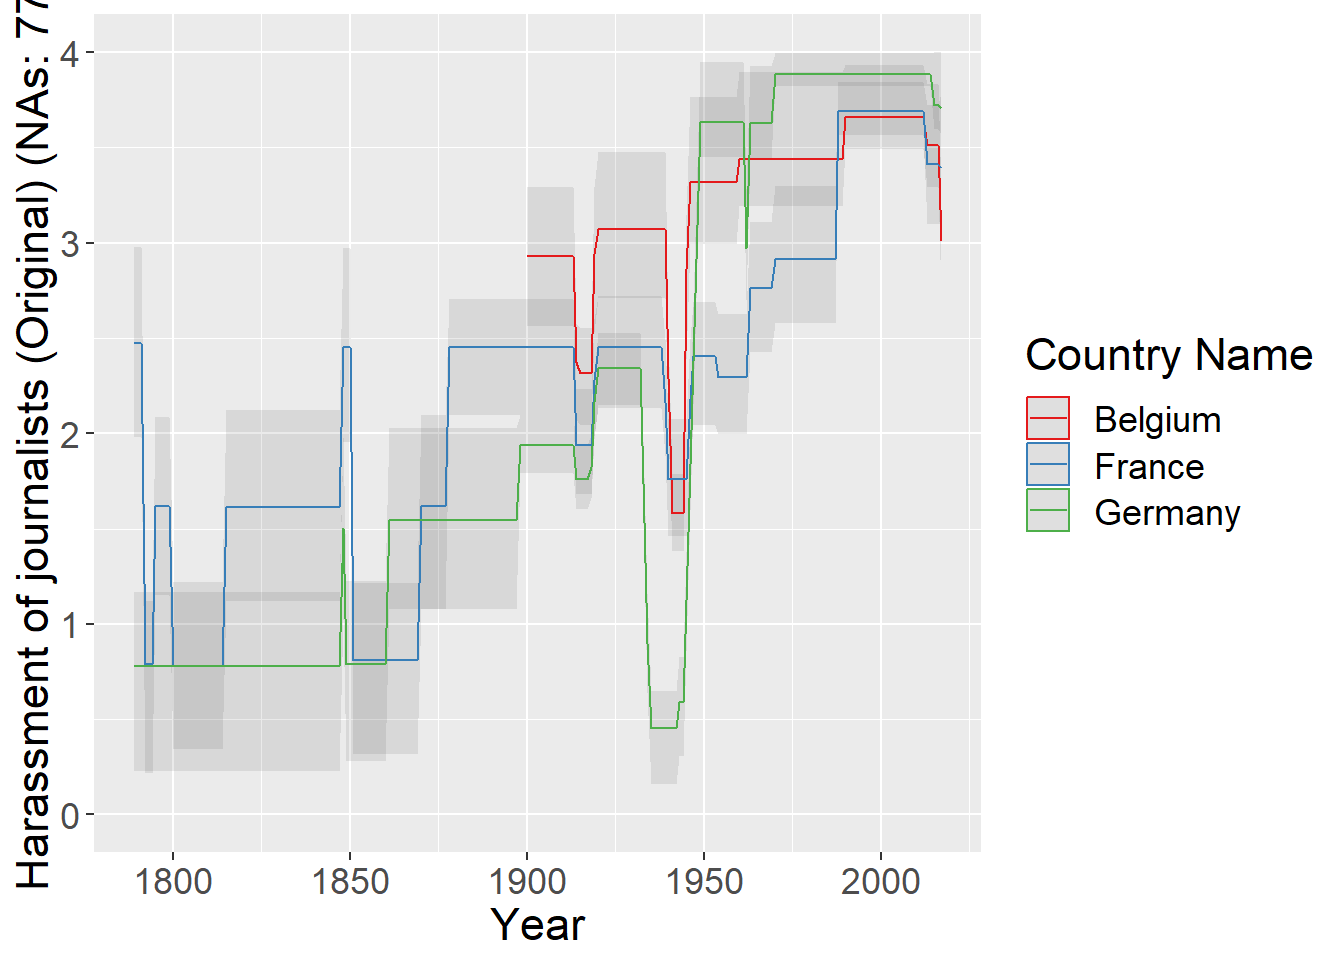 Harassment of journalists (Original) (NAs: 77
4
3
2
1
0
1800 1850 1900 1950 2000
Year
Country Name
Belgium
France
Germany